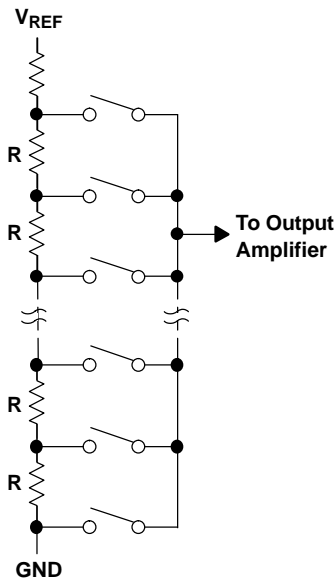 VREF
R
R
To Output
Amplifier
R
R
GND